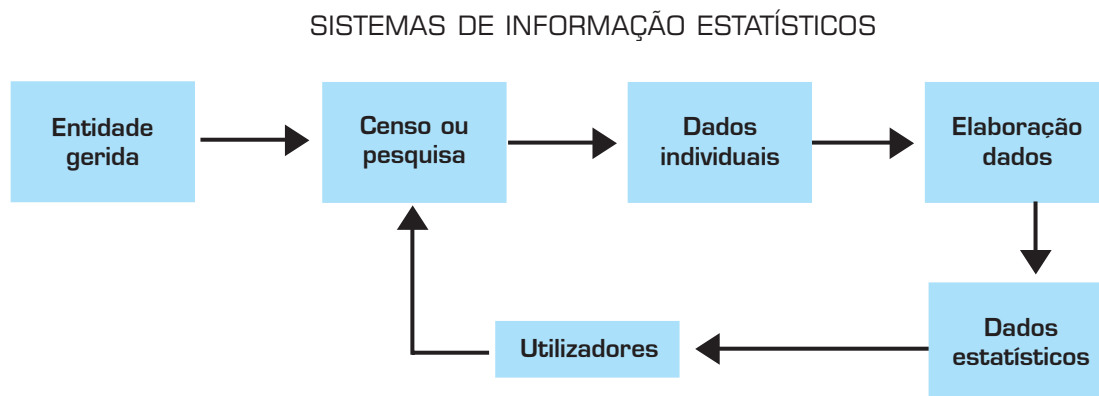 SISTEMAS DE INFORMAÇÃO ESTATÍSTICOS
Entidade
gerida
Censo ou
pesquisa
Dados
individuais
Elaboração
dados
Dados
estatísticos
Utilizadores